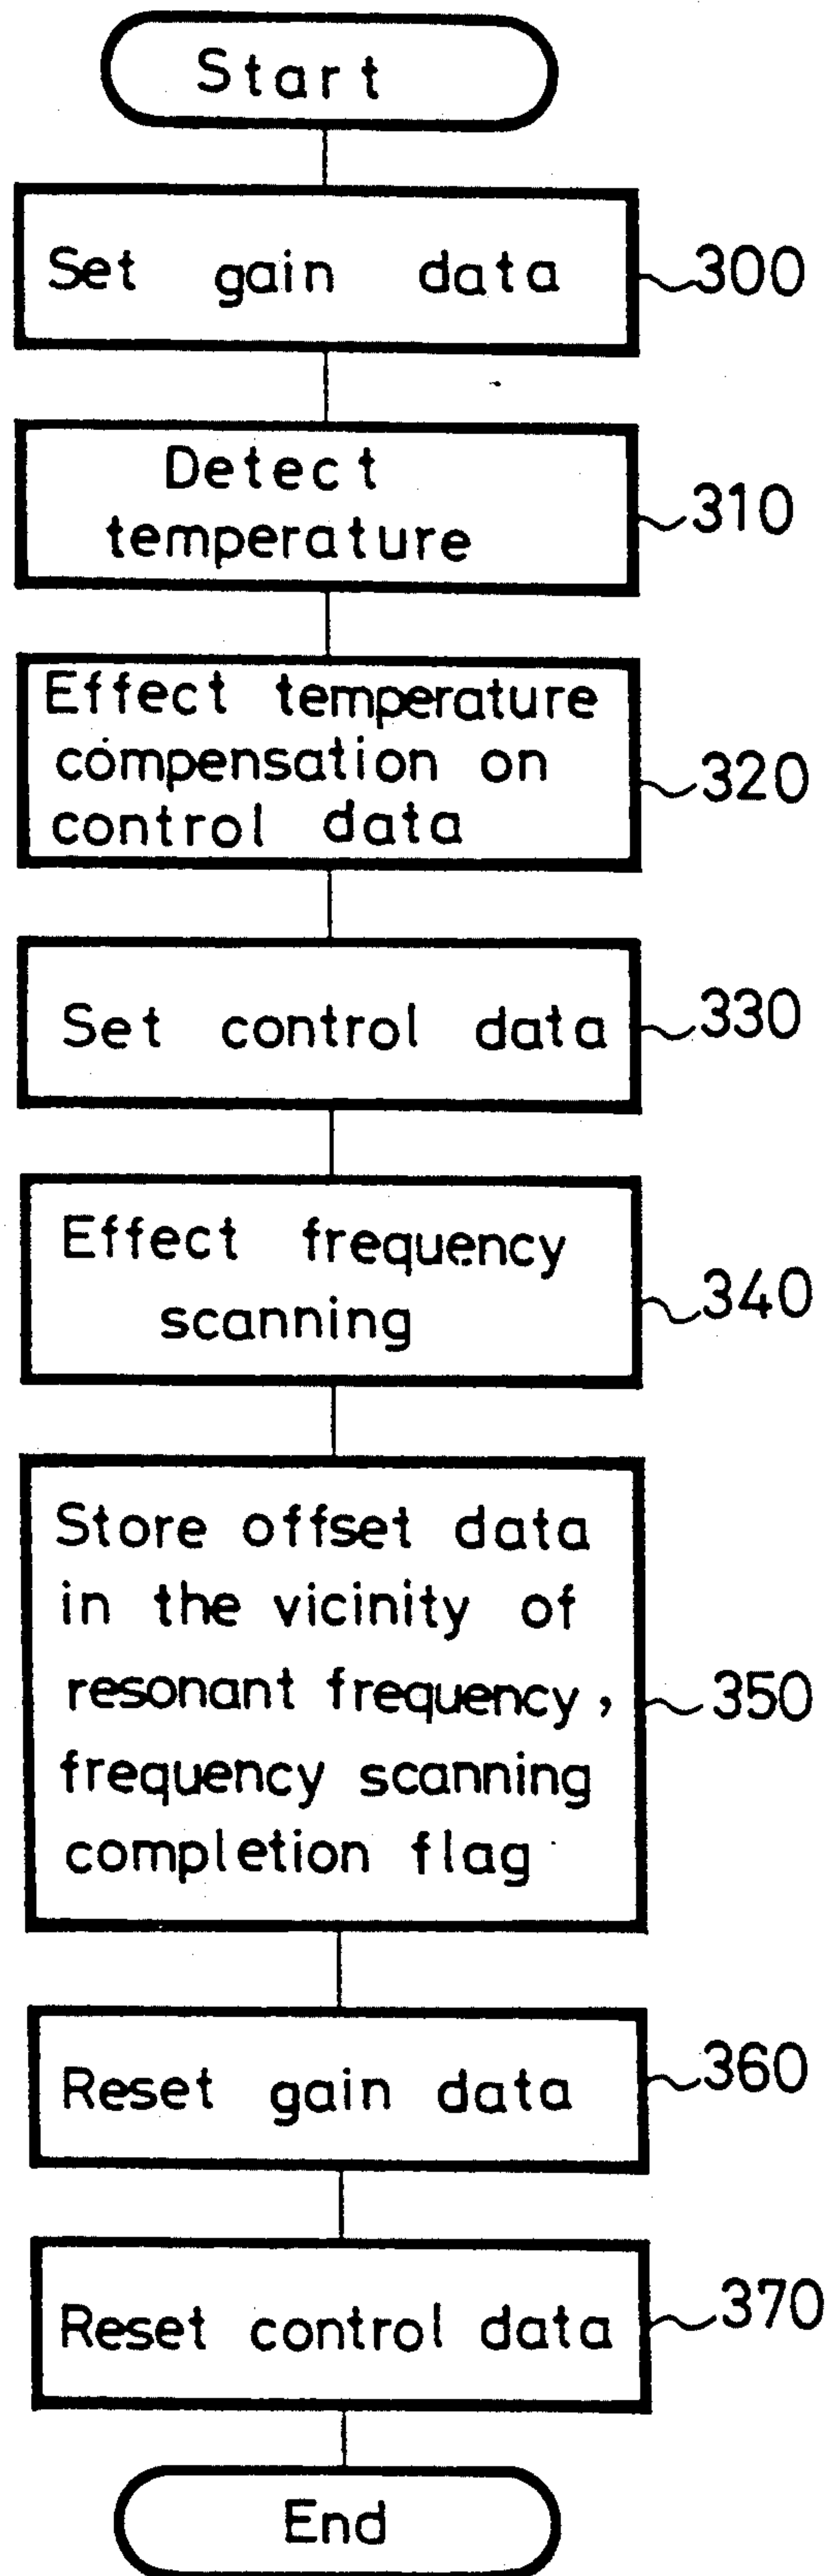 Start
Set gain data
300
Detect
temperature
310
Effect temperature
compensation on
control data
320
Set control data
330
Effect frequency
scanning
340
Store offset data
in the vicinity of
resonant frequency,
frequency scanning
completion flag
350
Reset gain data
360
Reset control data
370
End